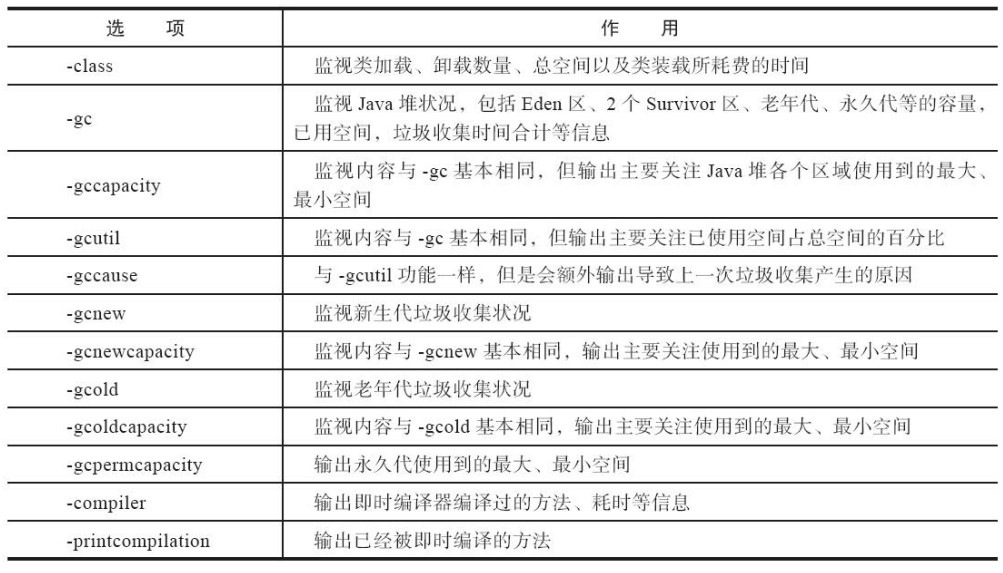 选 项 作 用
-class 监视类加载、卸载数量、总空间以及类装载所耗费的时间
-gc 监视 Java 堆状况，包括 Eden 区、2 个 Survivor 区、老年代、永久代等的容量，
已用空间，垃圾收集时间合计等信息
-gccapacity 监视内容与 -gc 基本相同，但输出主要关注 Java 堆各个区域使用到的最大、
最小空间
-gcutil 监视内容与 -gc 基本相同，但输出主要关注已使用空间占总空间的百分比
-gccause 与 -gcutil 功能一样，但是会额外输出导致上一次垃圾收集产生的原因
-gcnew 监视新生代垃圾收集状况
-gcnewcapacity 监视内容与 -gcnew 基本相同，输出主要关注使用到的最大、最小空间
-gcold 监视老年代垃圾收集状况
-gcoldcapacity 监视内容与 -gcold 基本相同，输出主要关注使用到的最大、最小空间
-gcpermcapacity 输出永久代使用到的最大、最小空间
-compiler 输出即时编译器编译过的方法、耗时等信息
-printcompilation 输出已经被即时编译的方法